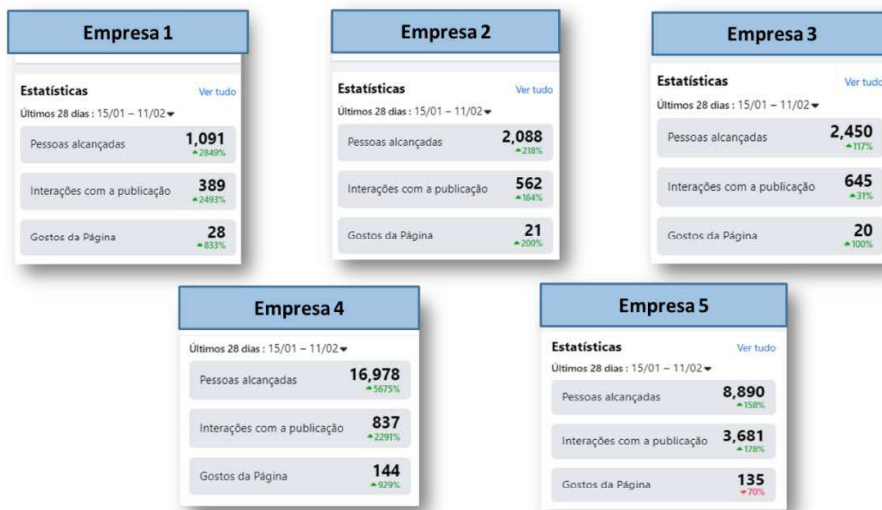 Empresa 1
Estatísticas Ver tudo
Últimos 28 dias : 15/01 – 11/02
Pessoas alcançadas 1,091
2849%
Interações com a publicação 389
2493%
Gostos da Página 28
833%
Empresa 2
Estatísticas Ver tudo
Últimos 28 dias : 15/01 – 11/02
Pessoas alcançadas 2,088
218%
Interações com a publicação 562
164%
Gostos da Página 21
200%
Empresa 3
Estatísticas Ver tudo
Últimos 28 dias : 15/01 – 11/02
Pessoas alcançadas 2,450
117%
Interações com a publicação 645
31%
Gostos da Página 20
100%
Empresa 4
Últimos 28 dias : 15/01 – 11/02
Pessoas alcançadas 16,978
5675%
Interações com a publicação 837
2291%
Gostos da Página 144
929%
Empresa 5
Estatísticas Ver tudo
Últimos 28 dias : 15/01 – 11/02
Pessoas alcançadas 8,890
158%
Interações com a publicação 3,681
178%
Gostos da Página 135
70%